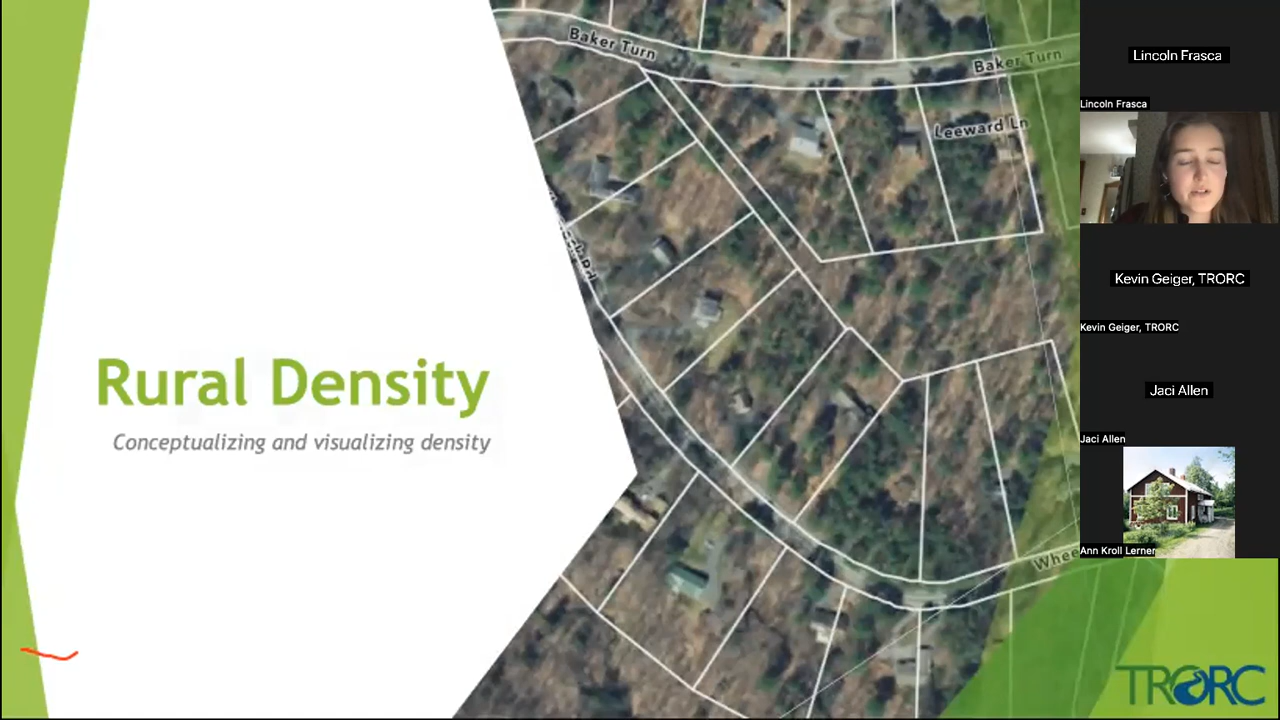 Rural Density
Conceptualizing and visualizing density
Baker Turn
Baker Turn
Leeward Ln
Lincoln Frasca
Lincoln Frasca
Kevin Geiger, TRORC
Kevin Geiger, TRORC
Jaci Allen
Jaci Allen
Ann Kroll Lerner
TRORC